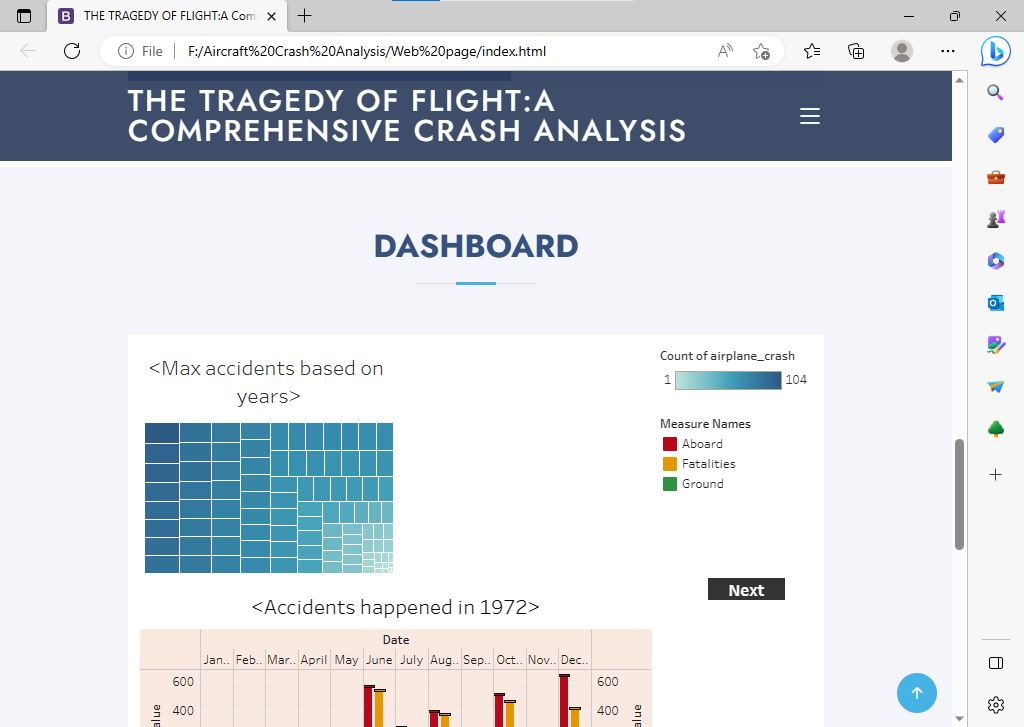 THE TRAGEDY OF FLIGHT:A Com
File
F:/Aircraft%20Crash%20Analysis/Web%20page/index.html
THE TRAGEDY OF FLIGHT:A
COMPREHENSIVE CRASH ANALYSIS
DASHBOARD
<Max accidents based on
years>
Count of airplane_crash
1 104
Measure Names
Aboard
Fatalities
Ground
Next
<Accidents happened in 1972>
Date
Jan.. Feb.. Mar.. April May June July Aug.. Sep.. Oct.. Nov.. Dec..
600 600
400 400